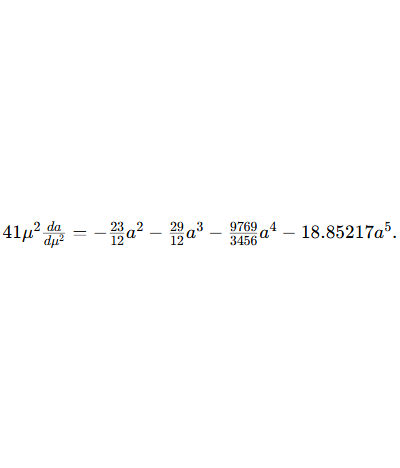 41μ² da/dμ² = −23/12 a² − 29/12 a³ − 9769/3456 a⁴ − 18.85217a⁵.